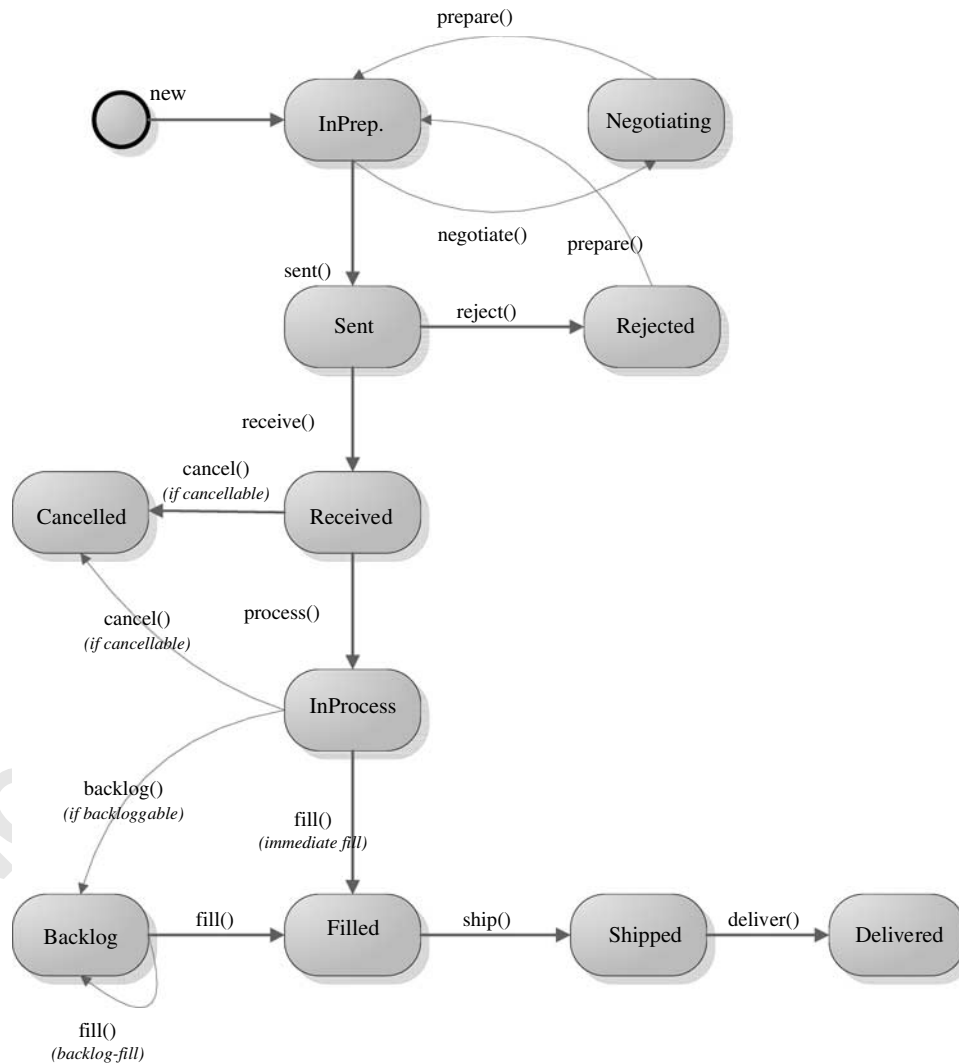 prepare()
new
InPrep.
Negotiating
negotiate()
prepare()
sent()
Sent
reject()
Rejected
receive()
cancel()
(if cancellable)
Cancelled
Received
cancel()
(if cancellable)
process()
InProcess
backlog()
(if backloggable)
fill()
(immediate fill)
Backlog
fill()
Filled
ship()
Shipped
deliver()
Delivered
fill()
(backlog-fill)